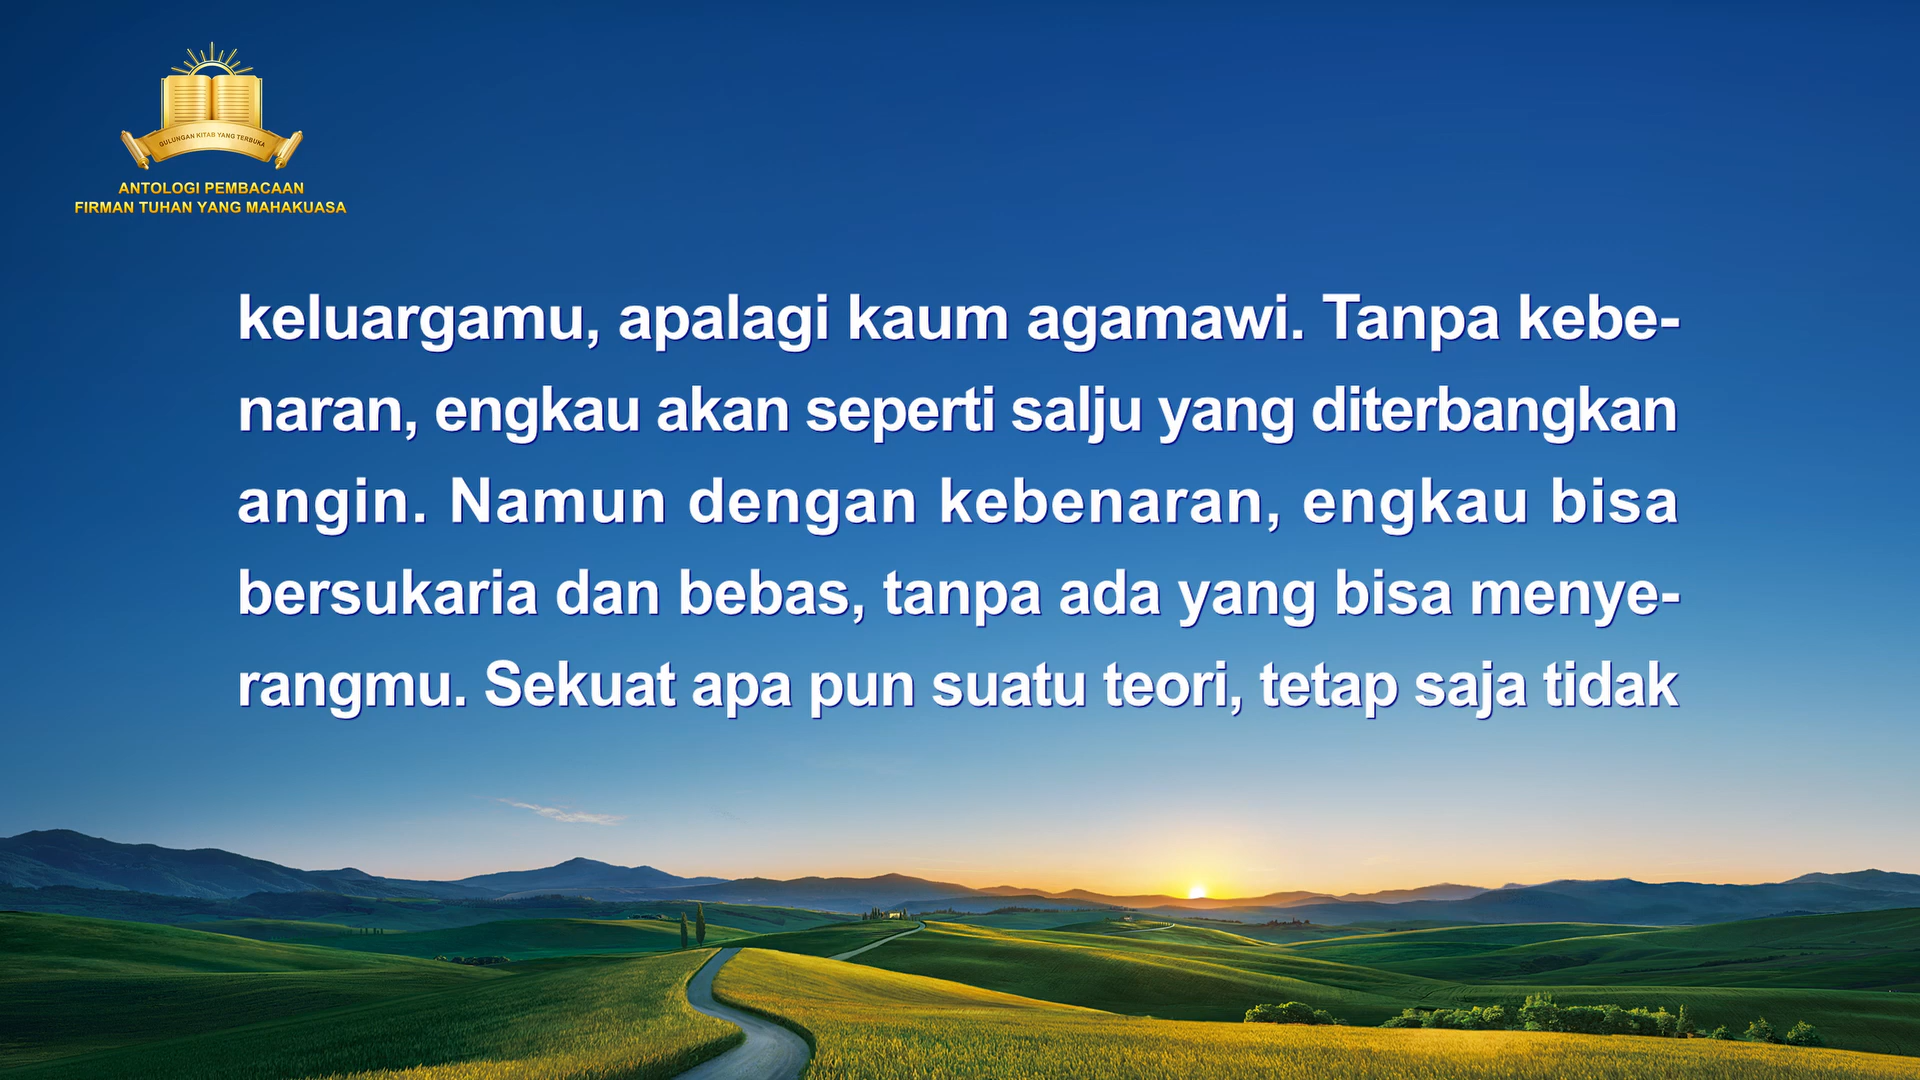 GULUNGAN KITAB YANG TERBUKA
ANTOLOGI PEMBACAAN
FIRMAN TUHAN YANG MAHAKUASA
keluargamu, apalagi kaum agamawi. Tanpa kebe-
naran, engkau akan seperti salju yang diterbangkan
angin. Namun dengan kebenaran, engkau bisa
bersukaria dan bebas, tanpa ada yang bisa menye-
rangmu. Sekuat apa pun suatu teori, tetap saja tidak